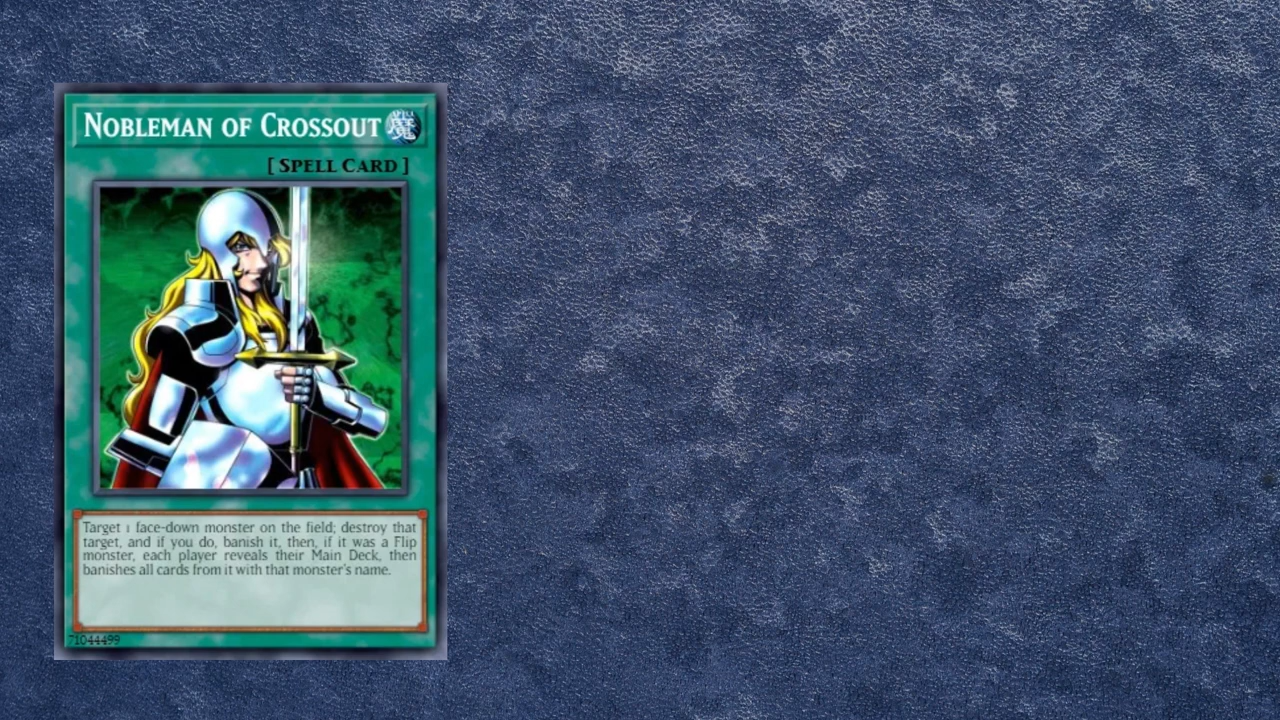 NOBLEMAN OF CROSSOUT 魔
[ SPELL CARD ]
Target 1 face-down monster on the field; destroy that
target, and if you do, banish it, then, if it was a Flip
monster, each player reveals their Main Deck, then
banishes all cards from it with that monster's name.
71044499